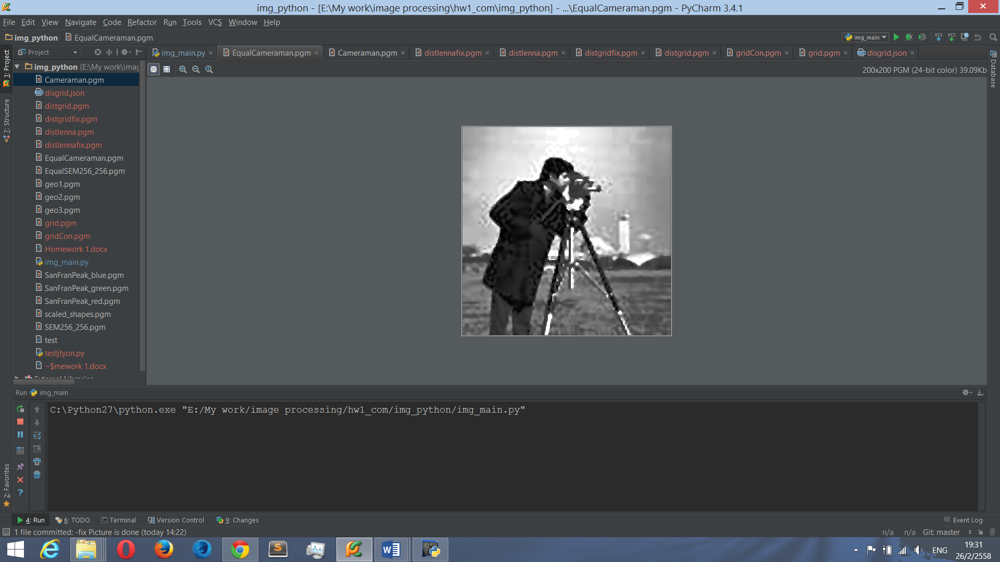 img_python - [E:\My work\image processing\hw1_com\img_python] - ...\EqualCameraman.pgm - PyCharm 3.4.1
File Edit View Navigate Code Refactor Run Tools VCS Window Help
img_python EqualCameraman.pgm
img_main
VCS VCS
1: Project
Project
img_main.py EqualCameraman.pgm Cameraman.pgm distlennafix.pgm distlenna.pgm distgridfix.pgm distgrid.pgm gridCon.pgm grid.pgm disgrid.json
200x200 PGM (24-bit color) 39.09Kb
Database
img_python (E:\My work\imag
Cameraman.pgm
disgrid.json
distgrid.pgm
distgridfix.pgm
distlenna.pgm
distlennafix.pgm
EqualCameraman.pgm
EqualSEM256_256.pgm
geo1.pgm
geo2.pgm
geo3.pgm
grid.pgm
gridCon.pgm
Homework 1.docx
img_main.py
SanFranPeak_blue.pgm
SanFranPeak_green.pgm
SanFranPeak_red.pgm
scaled_shapes.pgm
SEM256_256.pgm
test
testjtyon.py
~$mework 1.docx
External Libraries
7: Structure
2: Favorites
Run img_main
C:\Python27\python.exe "E:/My work/image processing/hw1_com/img_python/img_main.py"
4: Run 6: TODO Terminal Version Control 9: Changes Event Log
1 file committed: -fix Picture is done (today 14:22) n/a n/a Git: master
ENG
19:31
26/2/2558